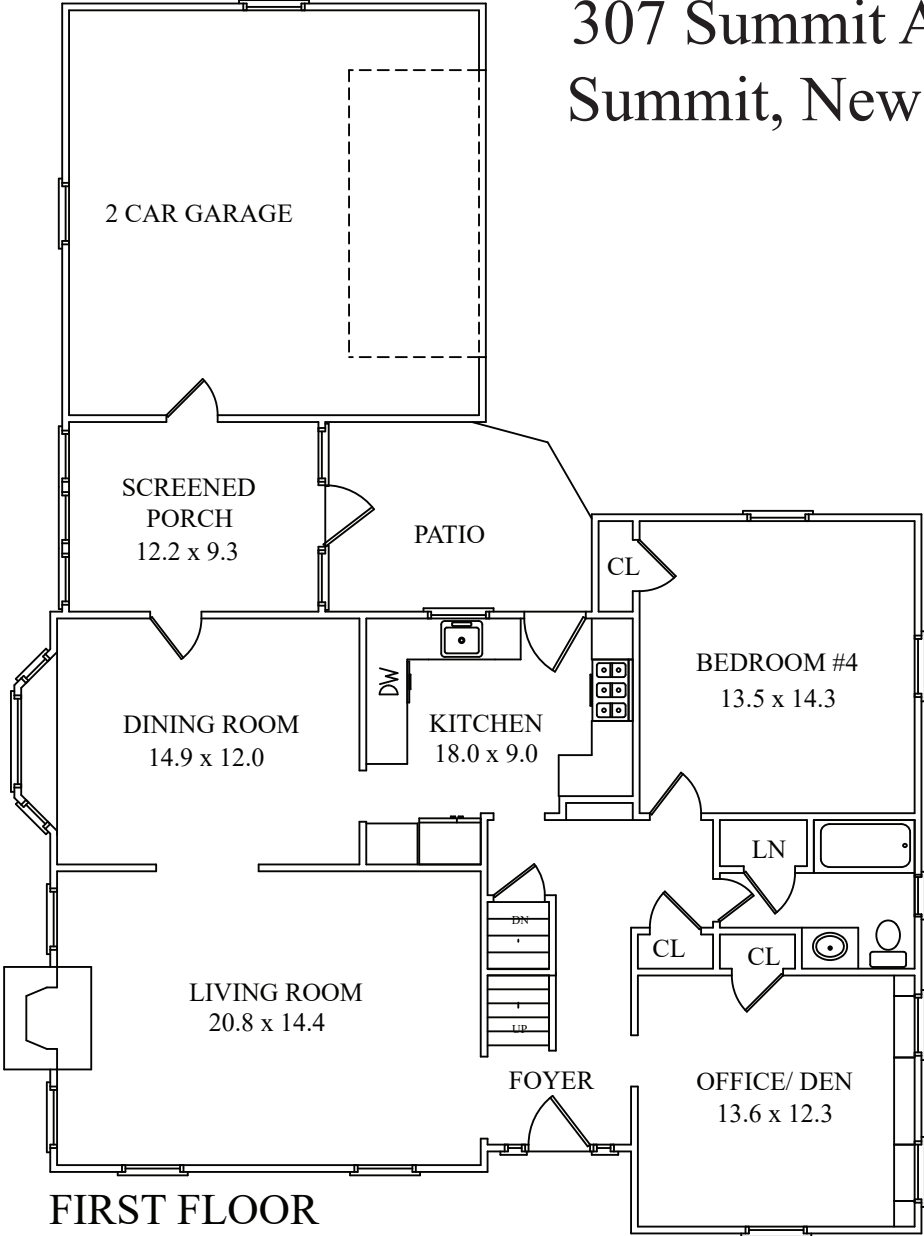 307 Summit A
Summit, New
2 CAR GARAGE
SCREENED
PORCH
12.2 x 9.3
PATIO
CL
BEDROOM #4
13.5 x 14.3
DW
DINING ROOM
14.9 x 12.0
KITCHEN
18.0 x 9.0
LN
DN
CL
CL
LIVING ROOM
20.8 x 14.4
UP
FOYER
OFFICE/ DEN
13.6 x 12.3
FIRST FLOOR